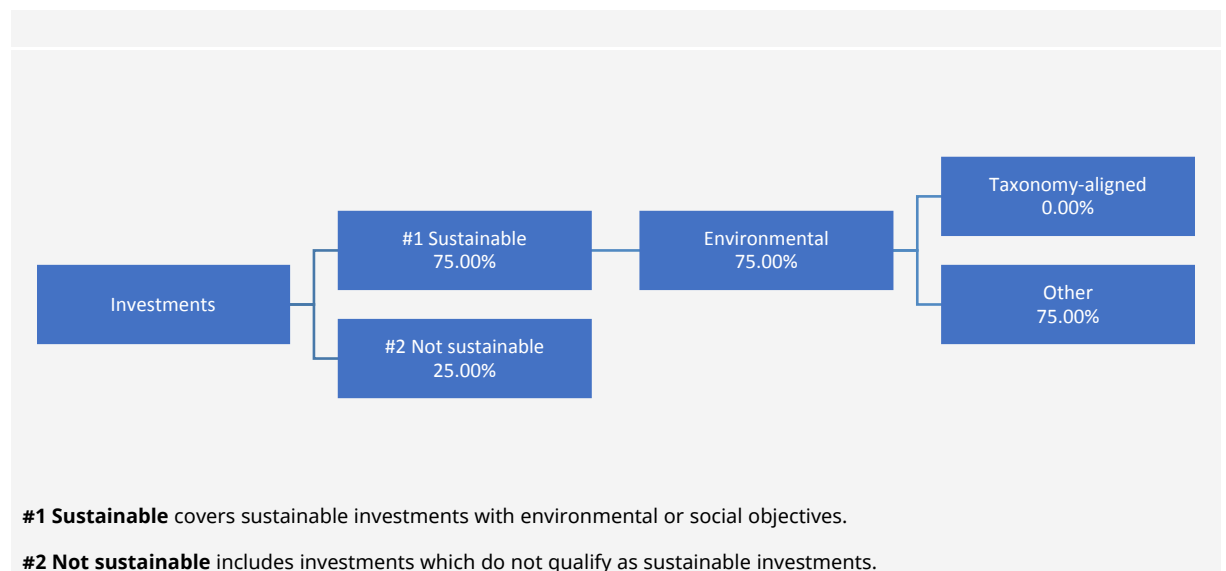 Investments
#1 Sustainable
75.00%
#2 Not sustainable
25.00%
Environmental
75.00%
Taxonomy-aligned
0.00%
Other
75.00%
#1 Sustainable covers sustainable investments with environmental or social objectives.
#2 Not sustainable includes investments which do not qualify as sustainable investments.